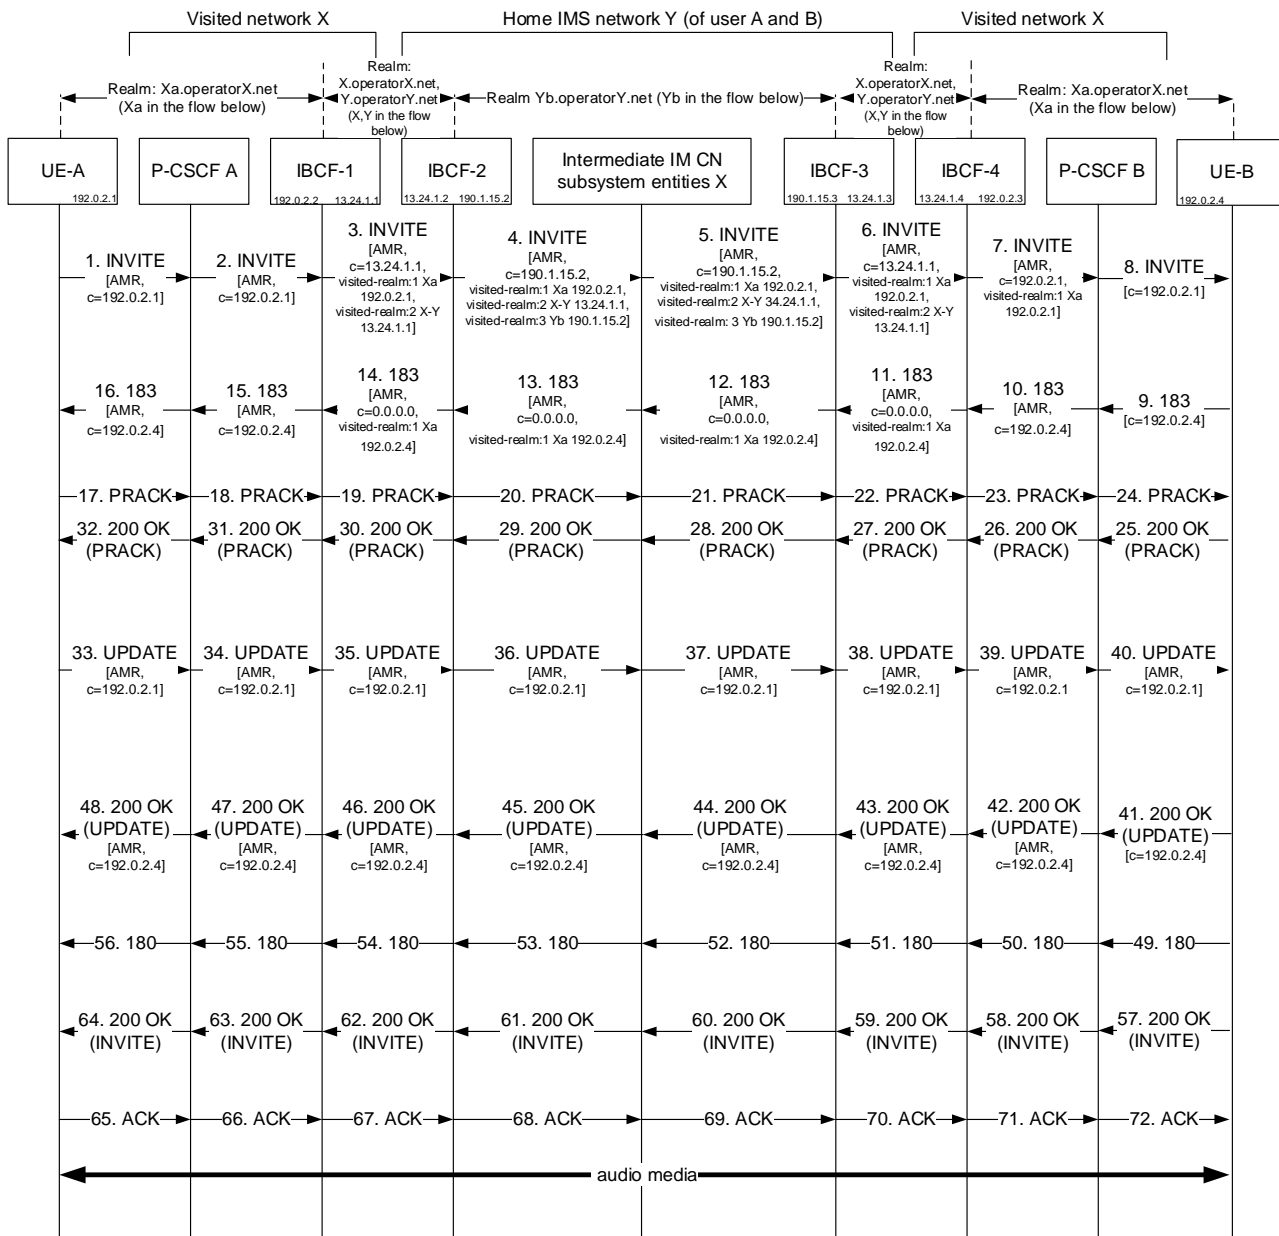 Visited network X
Home IMS network Y (of user A and B)
Visited network X
Realm: Xa.operatorX.net
(Xa in the flow below)
Realm:
X.operatorX.net,
Y.operatorY.net
(X,Y in the flow
below)
Realm Yb.operatorY.net (Yb in the flow below)
Realm:
X.operatorX.net,
Y.operatorY.net
(X,Y in the flow
below)
Realm: Xa.operatorX.net
(Xa in the flow below)
UE-A
192.0.2.1
P-CSCF A
IBCF-1
192.0.2.2 13.24.1.1
IBCF-2
13.24.1.2 190.1.15.2
Intermediate IM CN
subsystem entities X
IBCF-3
190.1.15.3 13.24.1.3
IBCF-4
13.24.1.4 192.0.2.3
P-CSCF B
UE-B
192.0.2.4
1. INVITE
[AMR,
c=192.0.2.1]
2. INVITE
[AMR,
c=192.0.2.1]
3. INVITE
[AMR,
c=13.24.1.1,
visited-realm:1 Xa
192.0.2.1,
visited-realm:2 X-Y
13.24.1.1]
4. INVITE
[AMR,
c=190.1.15.2,
visited-realm:1 Xa 192.0.2.1,
visited-realm:2 X-Y 13.24.1.1,
visited-realm:3 Yb 190.1.15.2]
5. INVITE
[AMR,
c=190.1.15.2,
visited-realm:1 Xa 192.0.2.1,
visited-realm:2 X-Y 34.24.1.1,
visited-realm: 3 Yb 190.1.15.2]
6. INVITE
[AMR,
c=13.24.1.1,
visited-realm:1 Xa
192.0.2.1,
visited-realm:2 X-Y
13.24.1.1]
7. INVITE
[AMR,
c=192.0.2.1,
visited-realm:1 Xa
192.0.2.1]
8. INVITE
[c=192.0.2.1]
16. 183
[AMR,
c=192.0.2.4]
15. 183
[AMR,
c=192.0.2.4]
14. 183
[AMR,
c=0.0.0.0,
visited-realm:1 Xa
192.0.2.4]
13. 183
[AMR,
c=0.0.0.0,
visited-realm:1 Xa 192.0.2.4]
12. 183
[AMR,
c=0.0.0.0,
visited-realm:1 Xa 192.0.2.4]
11. 183
[AMR,
c=0.0.0.0,
visited-realm:1 Xa
192.0.2.4]
10. 183
[AMR,
c=192.0.2.4]
9. 183
[c=192.0.2.4]
17. PRACK
18. PRACK
19. PRACK
20. PRACK
21. PRACK
22. PRACK
23. PRACK
24. PRACK
32. 200 OK
(PRACK)
31. 200 OK
(PRACK)
30. 200 OK
(PRACK)
29. 200 OK
(PRACK)
28. 200 OK
(PRACK)
27. 200 OK
(PRACK)
26. 200 OK
(PRACK)
25. 200 OK
(PRACK)
33. UPDATE
[AMR,
c=192.0.2.1]
34. UPDATE
[AMR,
c=192.0.2.1]
35. UPDATE
[AMR,
c=192.0.2.1]
36. UPDATE
[AMR,
c=192.0.2.1]
37. UPDATE
[AMR,
c=192.0.2.1]
38. UPDATE
[AMR,
c=192.0.2.1]
39. UPDATE
[AMR,
c=192.0.2.1
40. UPDATE
[AMR,
c=192.0.2.1]
48. 200 OK
(UPDATE)
[AMR,
c=192.0.2.4]
47. 200 OK
(UPDATE)
[AMR,
c=192.0.2.4]
46. 200 OK
(UPDATE)
[AMR,
c=192.0.2.4]
45. 200 OK
(UPDATE)
[AMR,
c=192.0.2.4]
44. 200 OK
(UPDATE)
[AMR,
c=192.0.2.4]
43. 200 OK
(UPDATE)
[AMR,
c=192.0.2.4]
42. 200 OK
(UPDATE)
[AMR,
c=192.0.2.4]
41. 200 OK
(UPDATE)
[c=192.0.2.4]
56. 180
55. 180
54. 180
53. 180
52. 180
51. 180
50. 180
49. 180
64. 200 OK
(INVITE)
63. 200 OK
(INVITE)
62. 200 OK
(INVITE)
61. 200 OK
(INVITE)
60. 200 OK
(INVITE)
59. 200 OK
(INVITE)
58. 200 OK
(INVITE)
57. 200 OK
(INVITE)
65. ACK
66. ACK
67. ACK
68. ACK
69. ACK
70. ACK
71. ACK
72. ACK
audio media